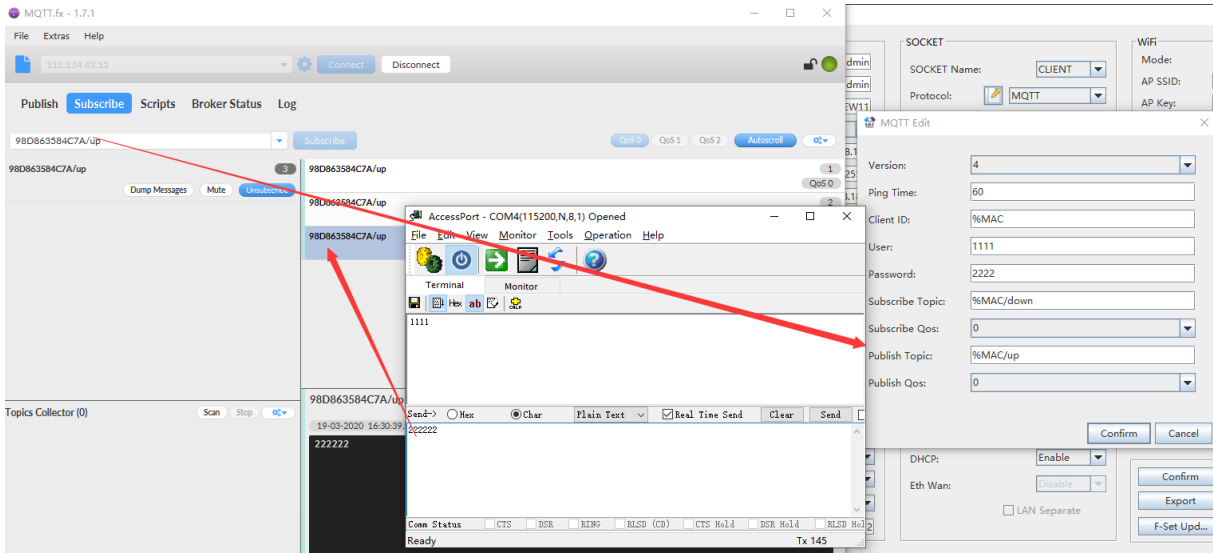 MQTT.fx - 1.7.1
File Extras Help
112.124.43.15 Connect Disconnect
Publish Subscribe Scripts Broker Status Log
98D863584C7A/up Subscribe QoS 0 QoS 1 QoS 2 Autoscroll
98D863584C7A/up 3
Dump Messages Mute Unsubscribe
98D863584C7A/up 1
QoS 0
98D863584C7A/up 2
98D863584C7A/up
Topics Collector (0) Scan Stop
98D863584C7A/up
19-03-2020 16:30:39.
222222
AccessPort - COM4(115200,N,8,1) Opened
File Edit View Monitor Tools Operation Help
Terminal Monitor
Hex ab
1111
Send-> Hex Char Plain Text Real Time Send Clear Send
222222
Comm Status CTS DSR RING RLSD (CD) CTS Hold DSR Hold RLSD Hol
Ready Tx 145
dmin
dmin
EW11
SOCKET
SOCKET Name: CLIENT
Protocol: MQTT
WiFi
Mode:
AP SSID:
AP Key:
MQTT Edit
Version: 4
Ping Time: 60
Client ID: %MAC
User: 1111
Password: 2222
Subscribe Topic: %MAC/down
Subscribe Qos: 0
Publish Topic: %MAC/up
Publish Qos: 0
Confirm Cancel
DHCP: Enable
Eth Wan: Disable
LAN Separate
Confirm
Export
F-Set Upd...